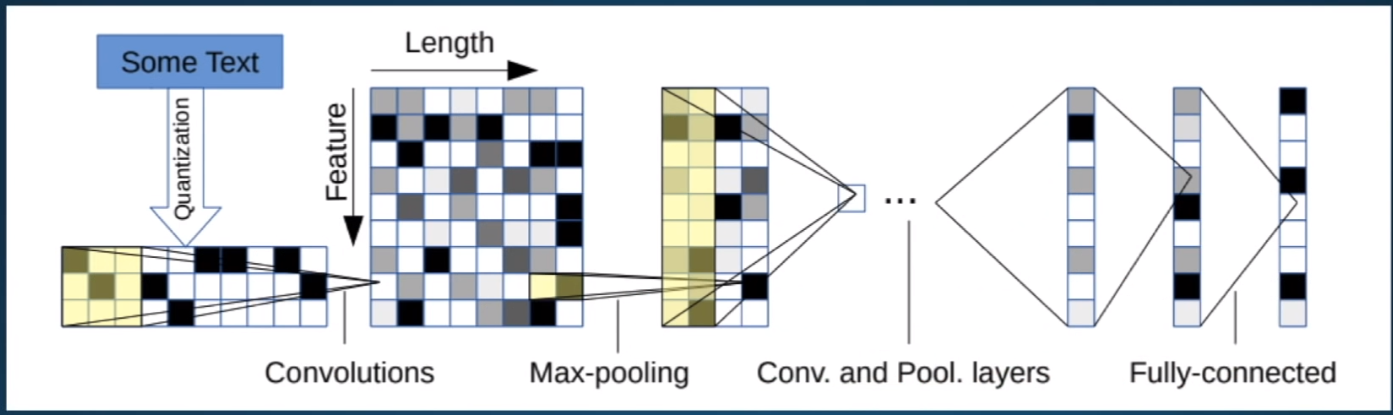 Some Text
Quantization
Length
Feature
...
Convolutions
Max-pooling
Conv. and Pool. layers
Fully-connected